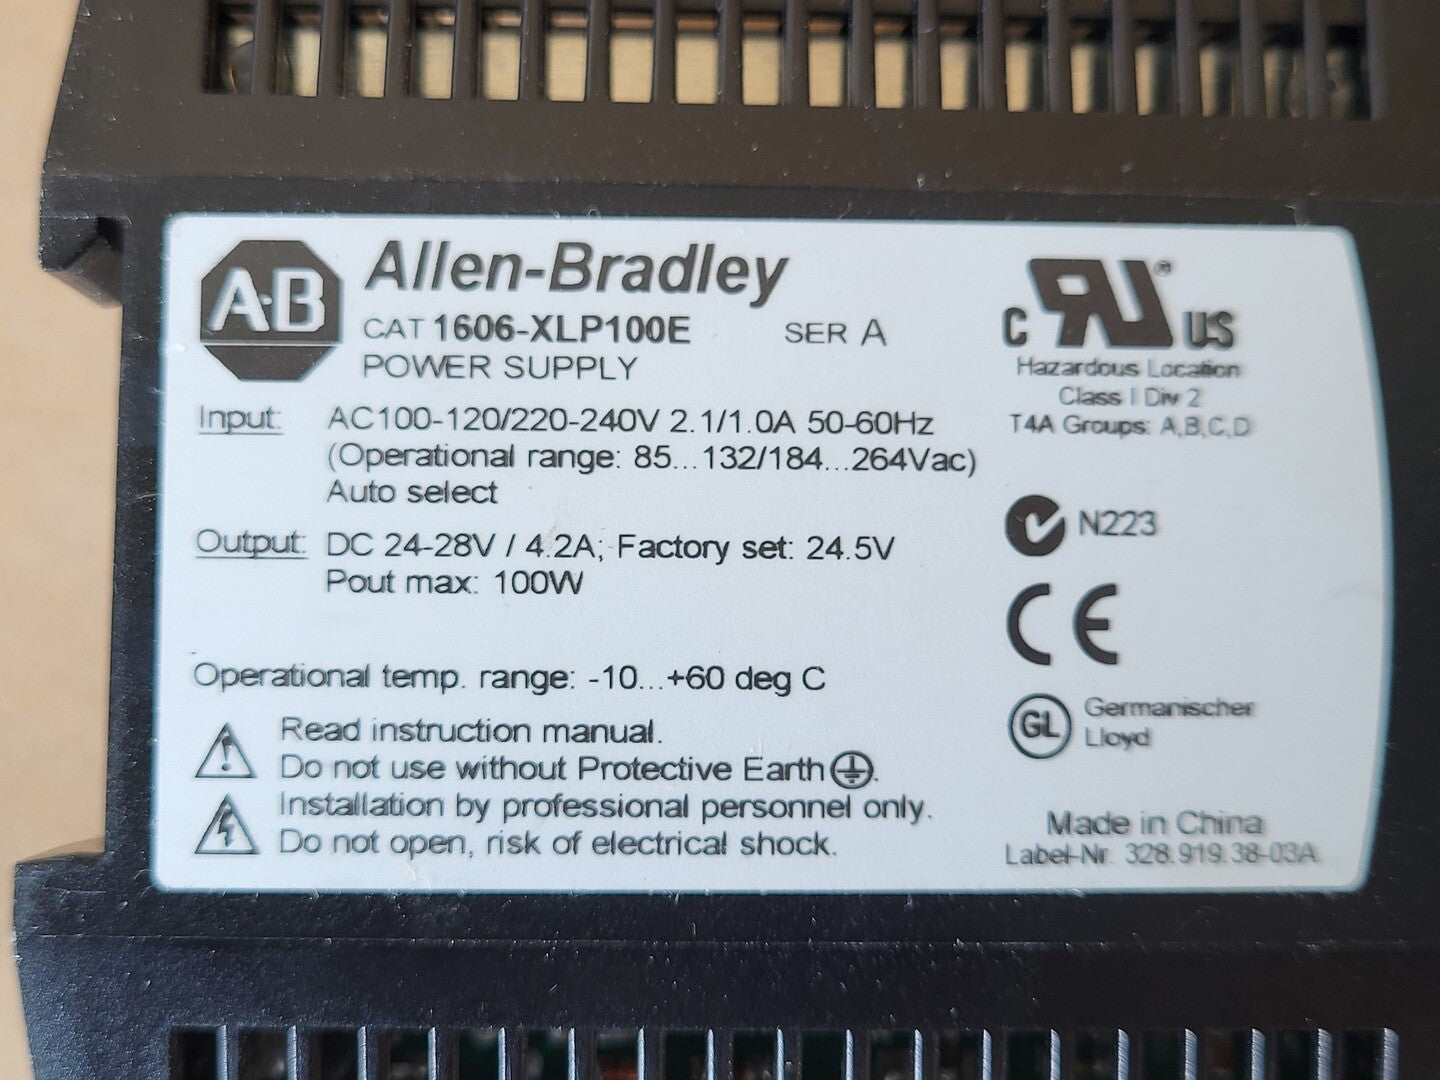 A-B
Allen-Bradley
CAT 1606-XLP100E SER A
POWER SUPPLY
Input: AC100-120/220-240V 2.1/1.0A 50-60Hz
(Operational range: 85...132/184...264Vac)
Auto select
Output: DC 24-28V / 4.2A; Factory set: 24.5V
Pout max: 100W
Operational temp. range: -10...+60 deg C
Read instruction manual.
Do not use without Protective Earth.
Installation by professional personnel only.
Do not open, risk of electrical shock.
C RU® US
Hazardous Location
Class I Div 2
T4A Groups: A,B,C,D
N223
CE
GL Germanischer
Lloyd
Made in China
Label-Nr. 328.919.38-03A